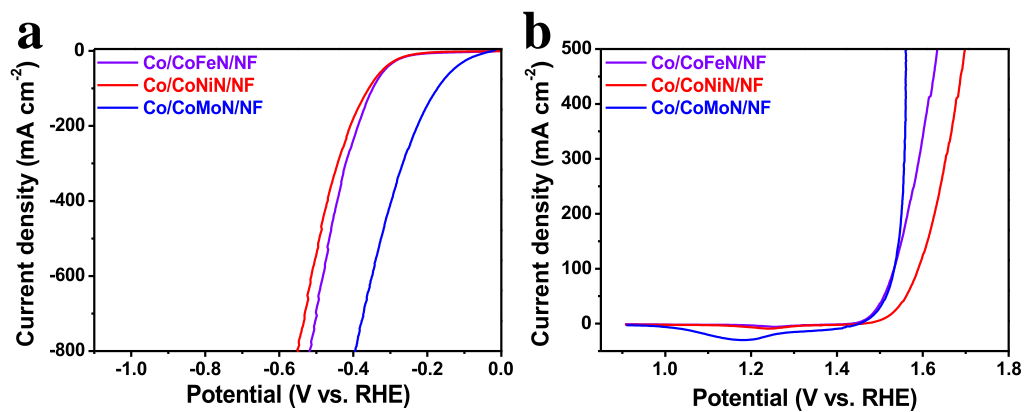 a
Co/CoFeN/NF
Co/CoNiN/NF
Co/CoMoN/NF
0
-200
-400
-600
-800
Current density (mA cm-2)
-1.0 -0.8 -0.6 -0.4 -0.2 0.0
Potential (V vs. RHE)
b
Co/CoFeN/NF
Co/CoNiN/NF
Co/CoMoN/NF
500
400
300
200
100
0
Current density (mA cm-2)
1.0 1.2 1.4 1.6 1.8
Potential (V vs. RHE)